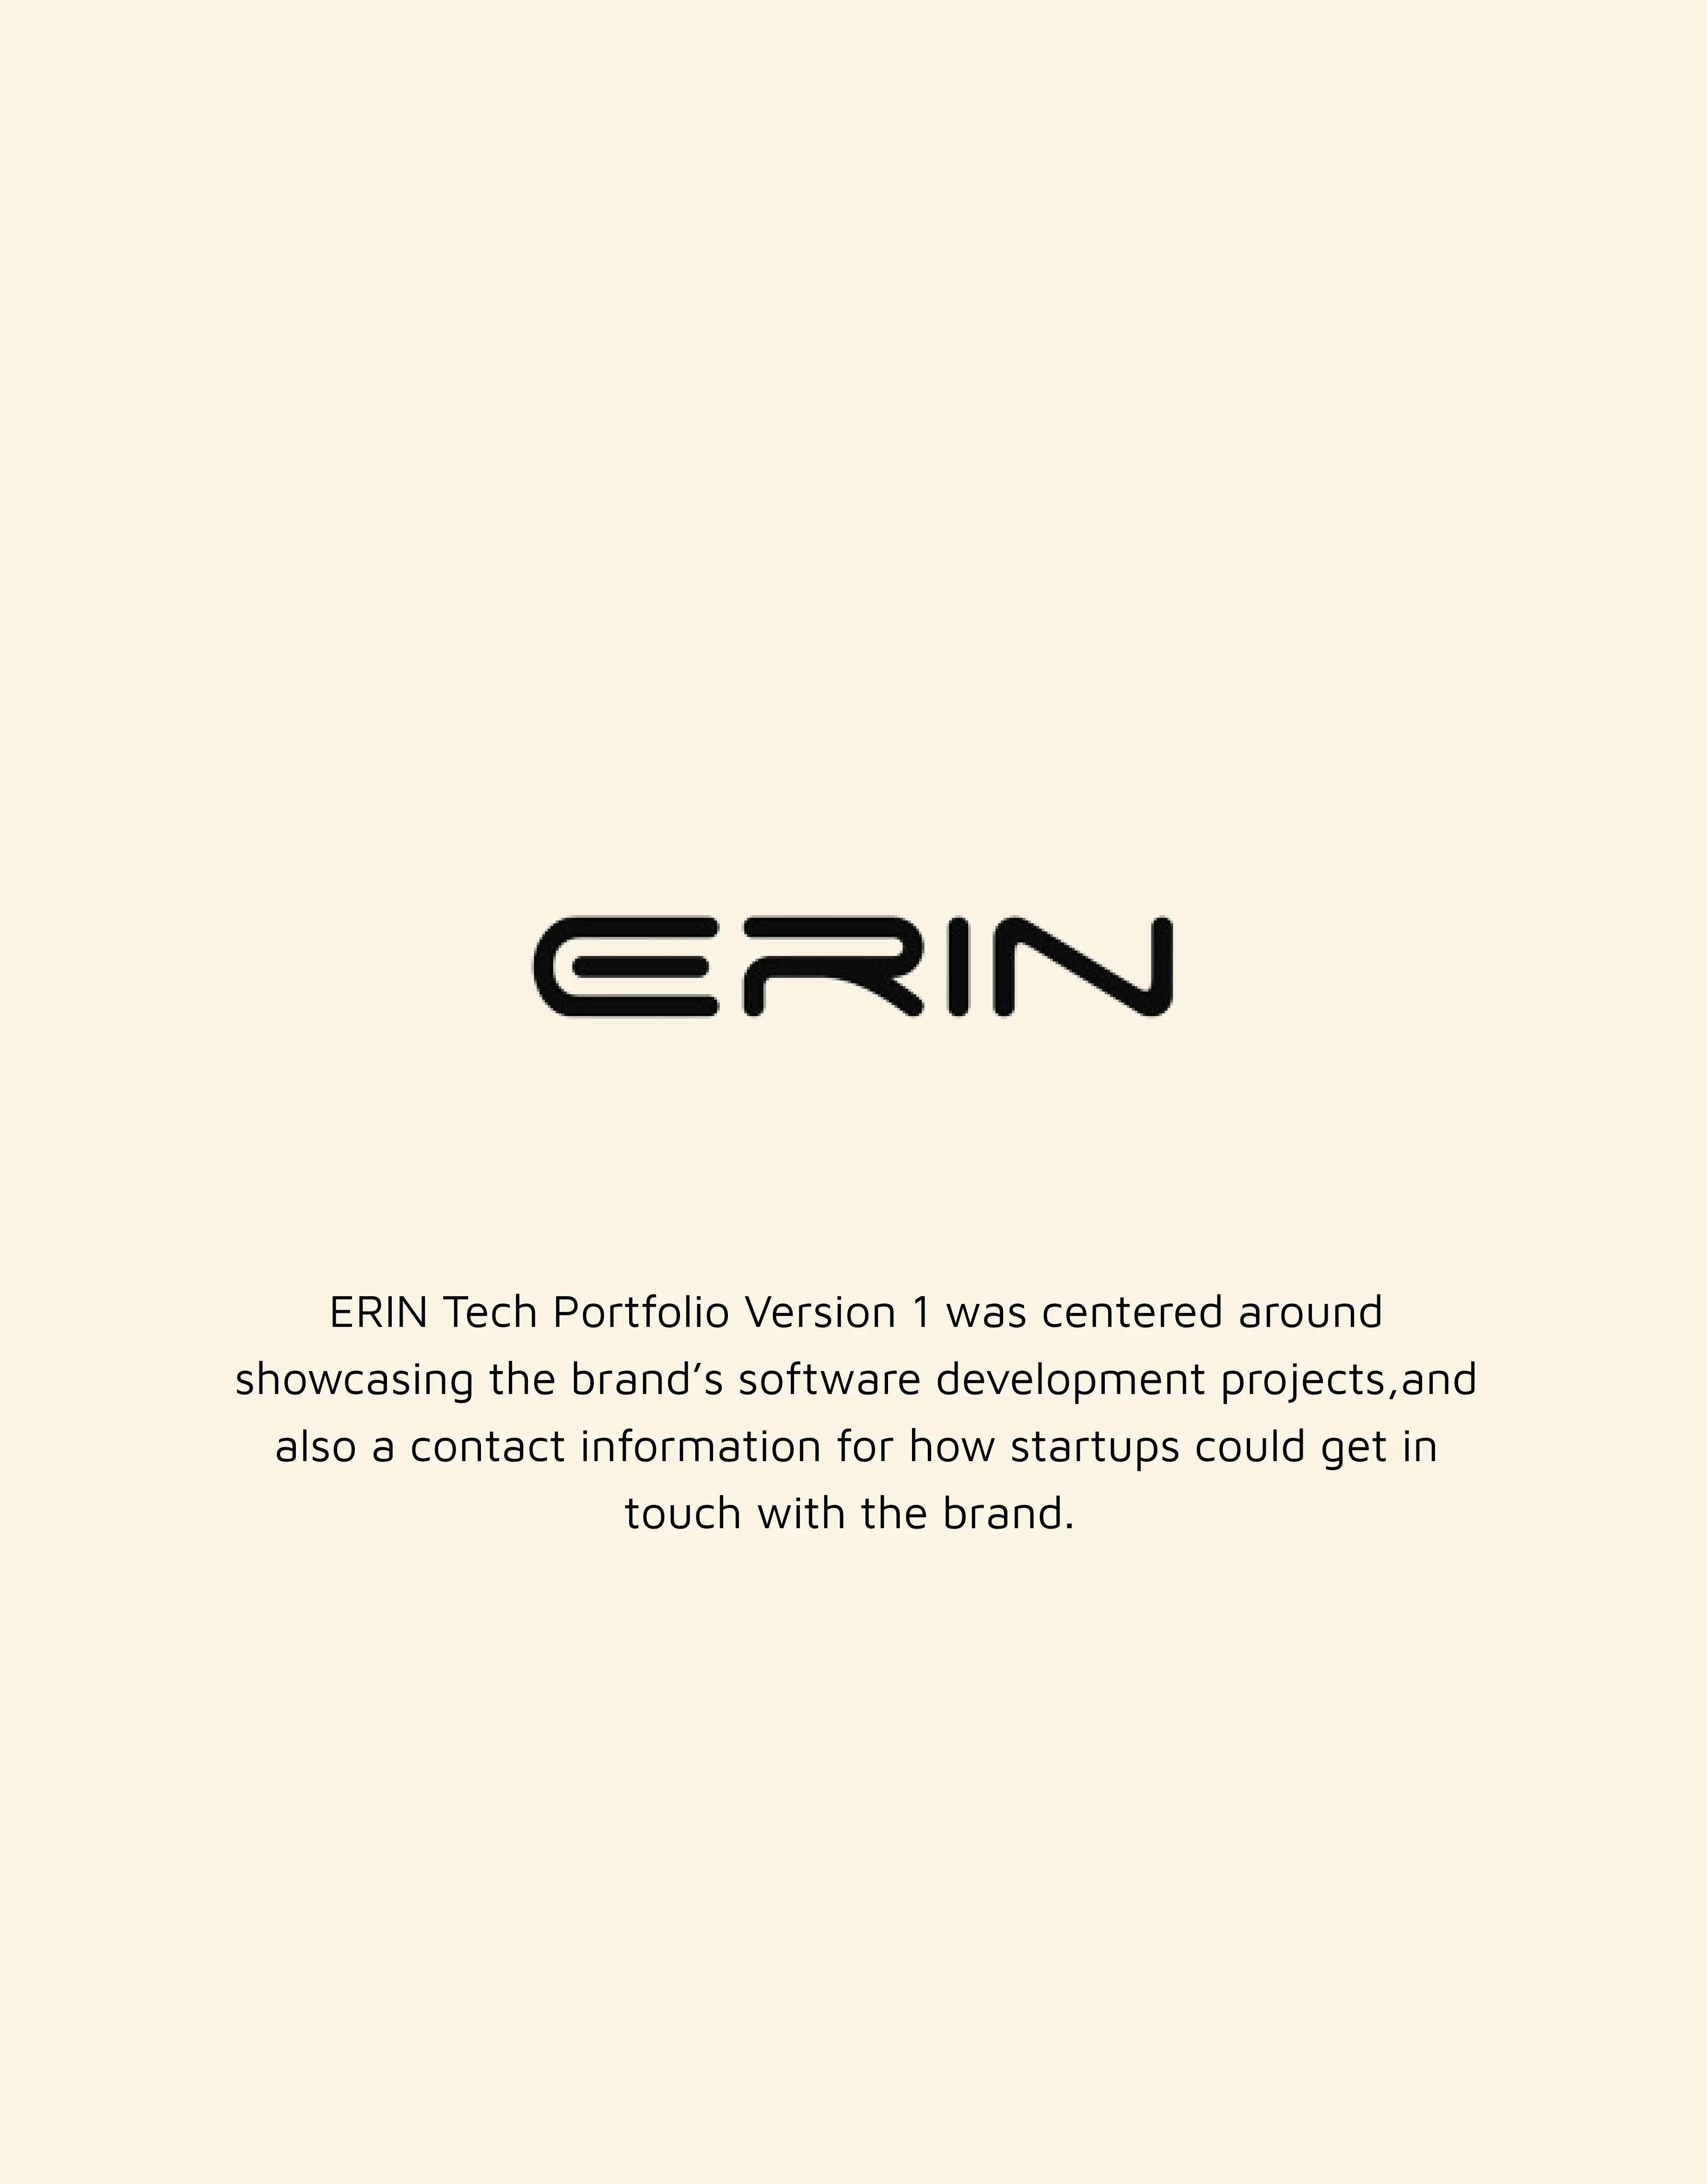 ERIN
ERIN Tech Portfolio Version 1 was centered around
showcasing the brand’s software development projects,and
also a contact information for how startups could get in
touch with the brand.